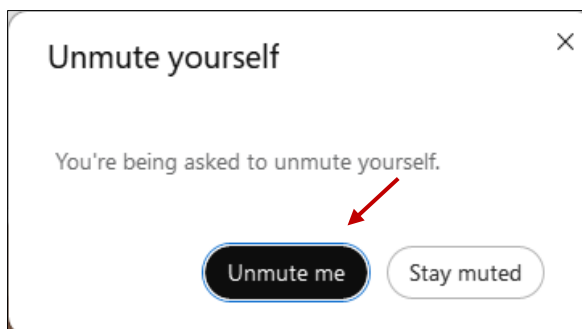 Unmute yourself
You're being asked to unmute yourself.
Unmute me
Stay muted